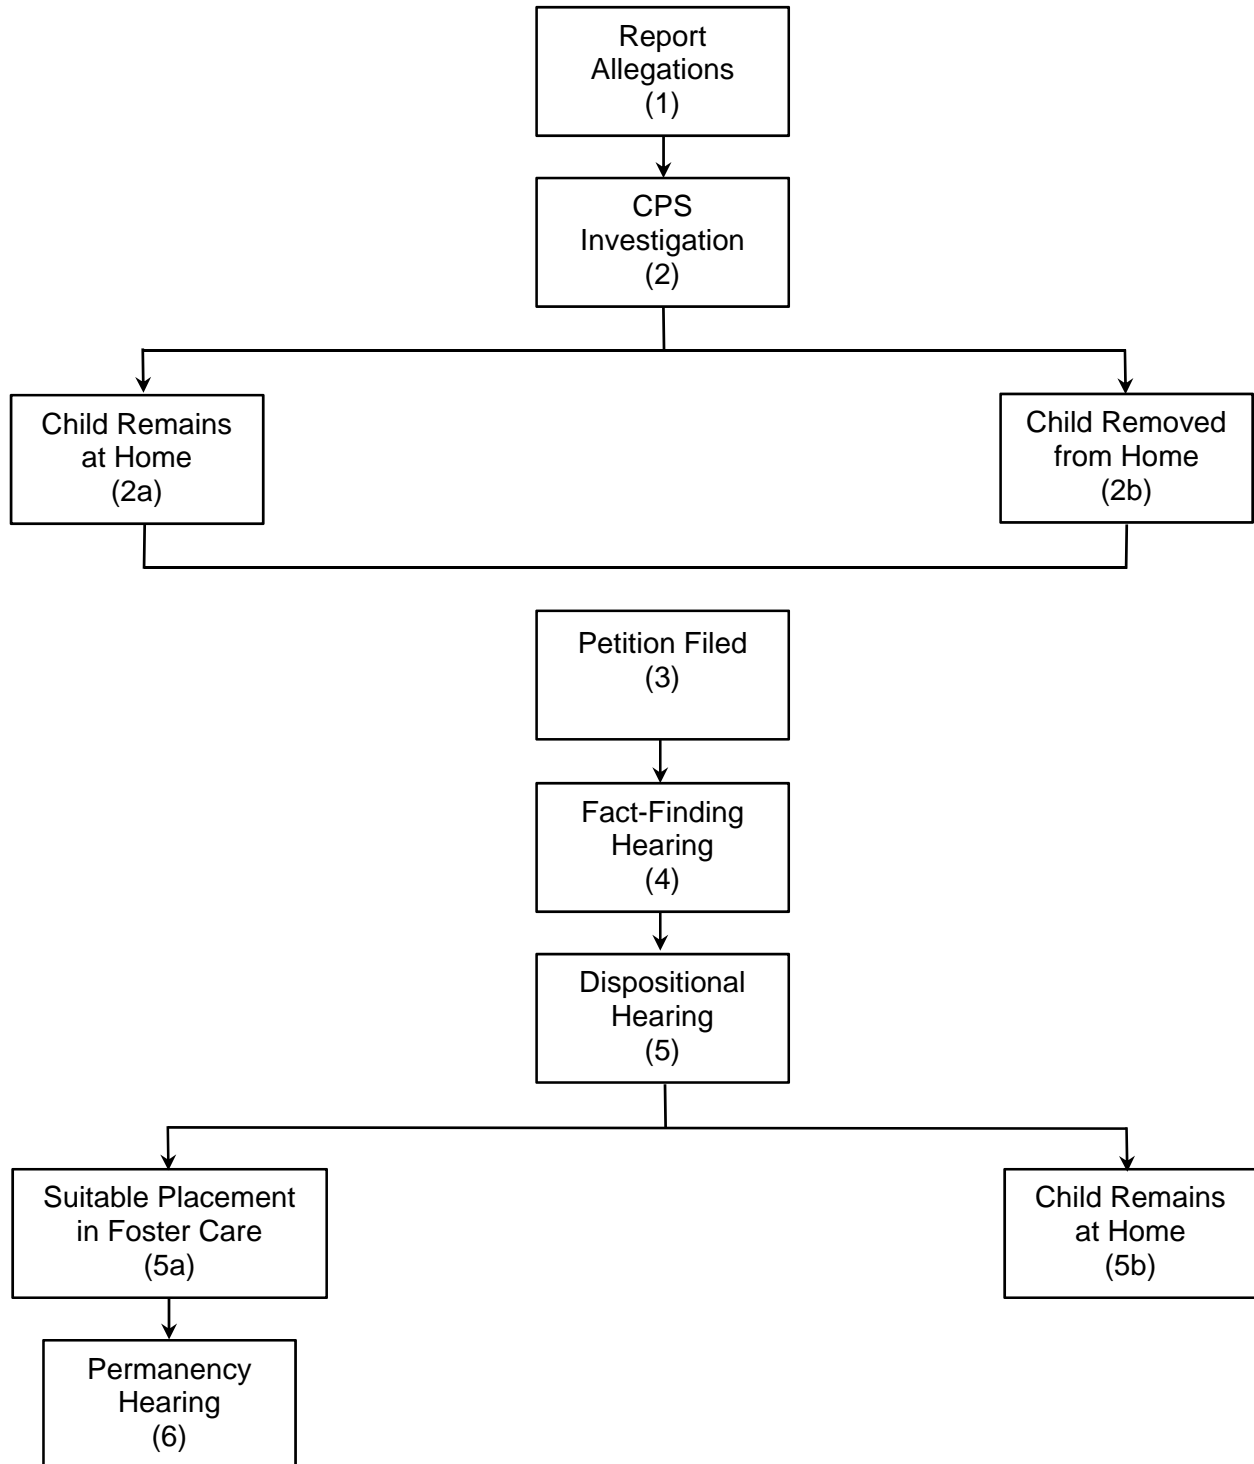 Report
Allegations
(1)
CPS
Investigation
(2)
Child Remains
at Home
(2a)
Child Removed
from Home
(2b)
Petition Filed
(3)
Fact-Finding
Hearing
(4)
Dispositional
Hearing
(5)
Suitable Placement
in Foster Care
(5a)
Child Remains
at Home
(5b)
Permanency
Hearing
(6)